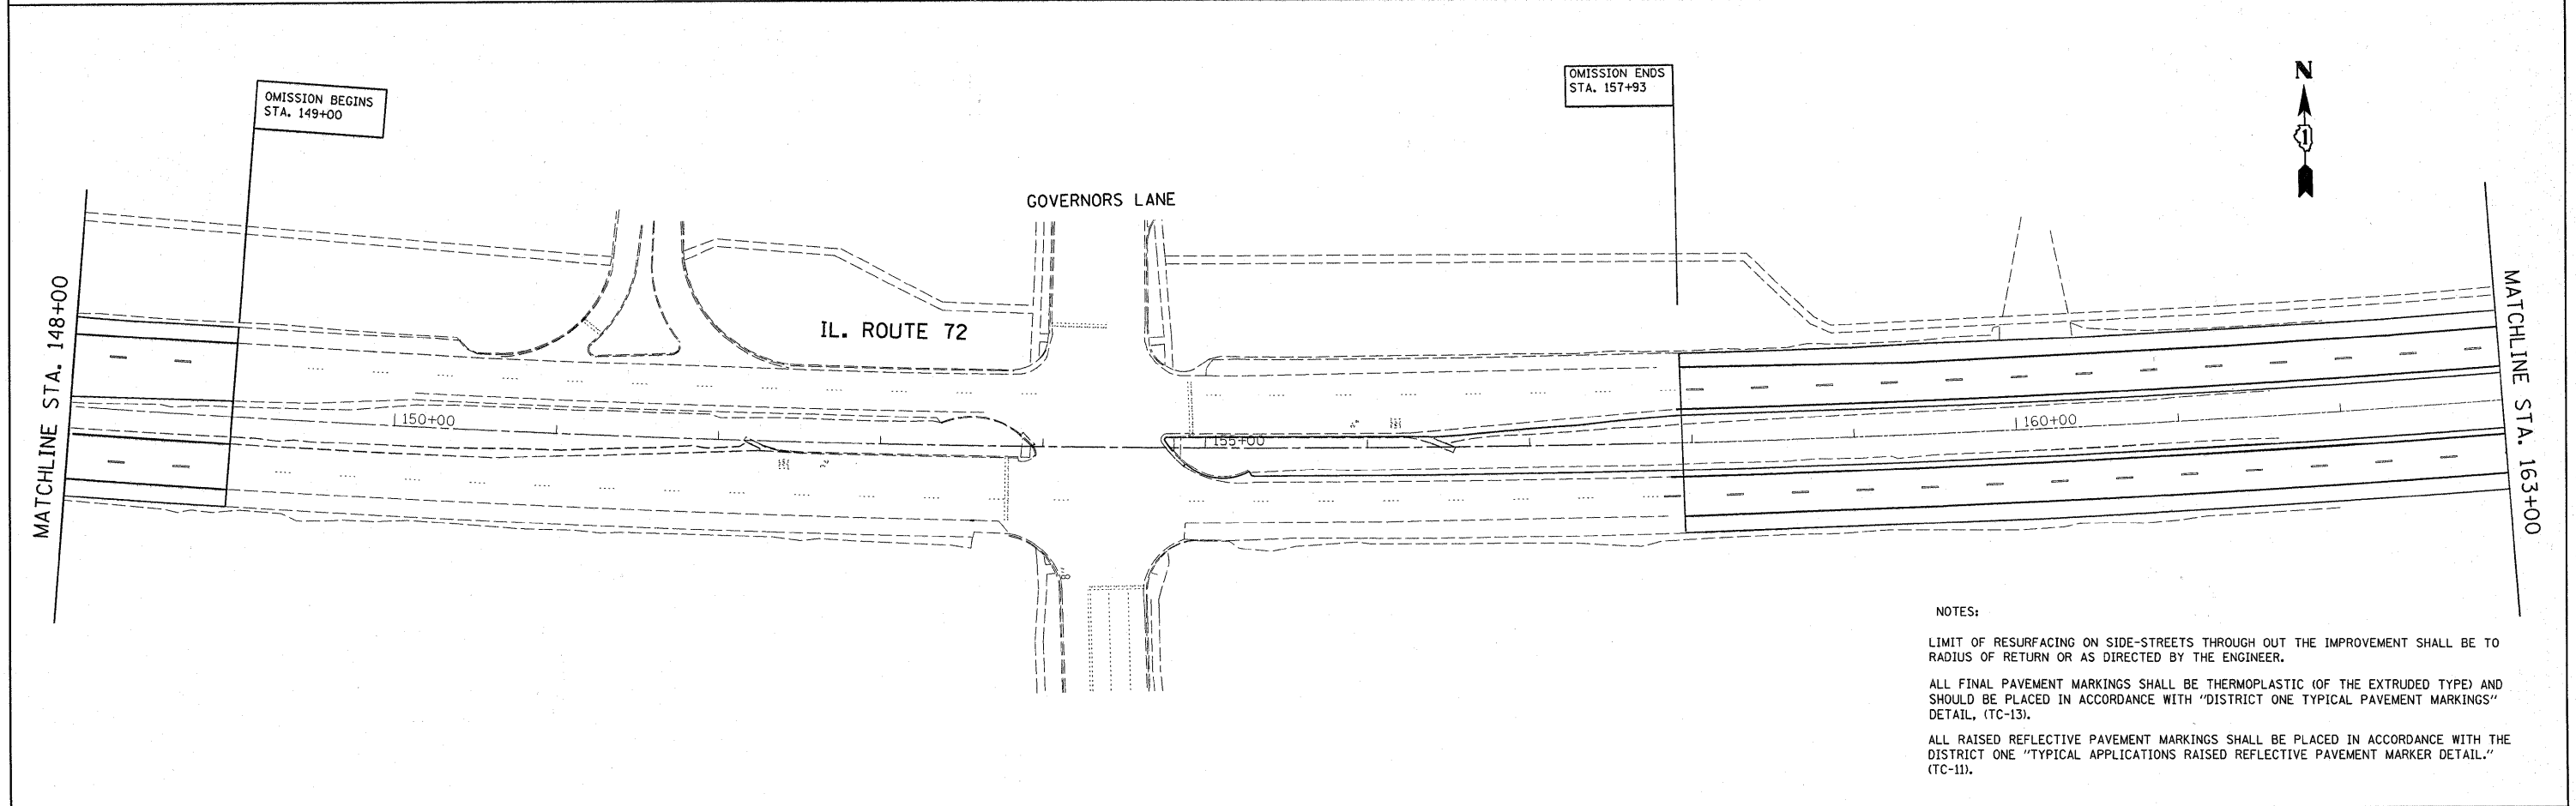 OMISSION BEGINS
STA. 149+00
OMISSION ENDS
STA. 157+93
N
1
GOVERNORS LANE
IL. ROUTE 72
MATCHLINE STA. 148+00
150+00
155+00
160+00
MATCHLINE STA. 163+00
NOTES:
LIMIT OF RESURFACING ON SIDE-STREETS THROUGH OUT THE IMPROVEMENT SHALL BE TO
RADIUS OF RETURN OR AS DIRECTED BY THE ENGINEER.
ALL FINAL PAVEMENT MARKINGS SHALL BE THERMOPLASTIC (OF THE EXTRUDED TYPE) AND
SHOULD BE PLACED IN ACCORDANCE WITH "DISTRICT ONE TYPICAL PAVEMENT MARKINGS"
DETAIL, (TC-13).
ALL RAISED REFLECTIVE PAVEMENT MARKINGS SHALL BE PLACED IN ACCORDANCE WITH THE
DISTRICT ONE "TYPICAL APPLICATIONS RAISED REFLECTIVE PAVEMENT MARKER DETAIL."
(TC-11).